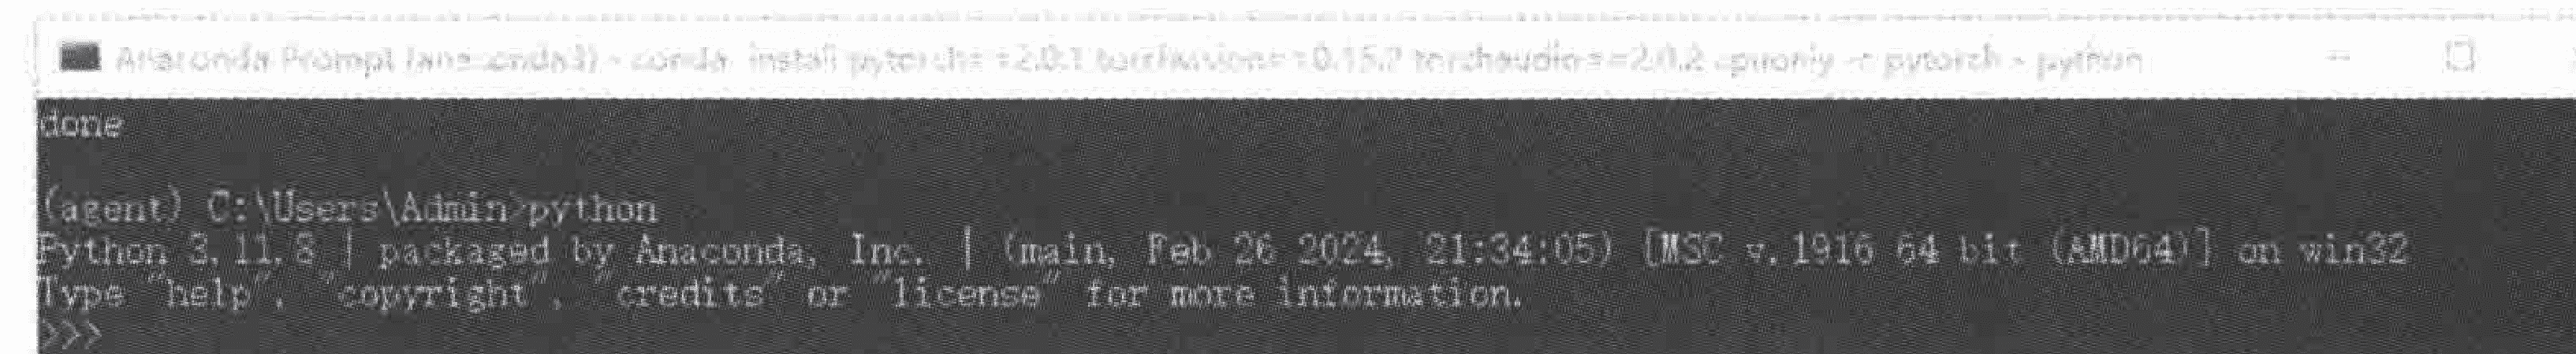 Anaconda Prompt (anaconda3) - conda install pytorch==2.0.1 torchvision==0.15.2 torchaudio==2.0.2 cpuonly -c pytorch - python
done
(agent) C:\Users\Admin>python
Python 3.11.8 | packaged by Anaconda, Inc. | (main, Feb 26 2024, 21:34:05) [MSC v.1916 64 bit (AMD64)] on win32
Type "help", "copyright", "credits" or "license" for more information.
>>>